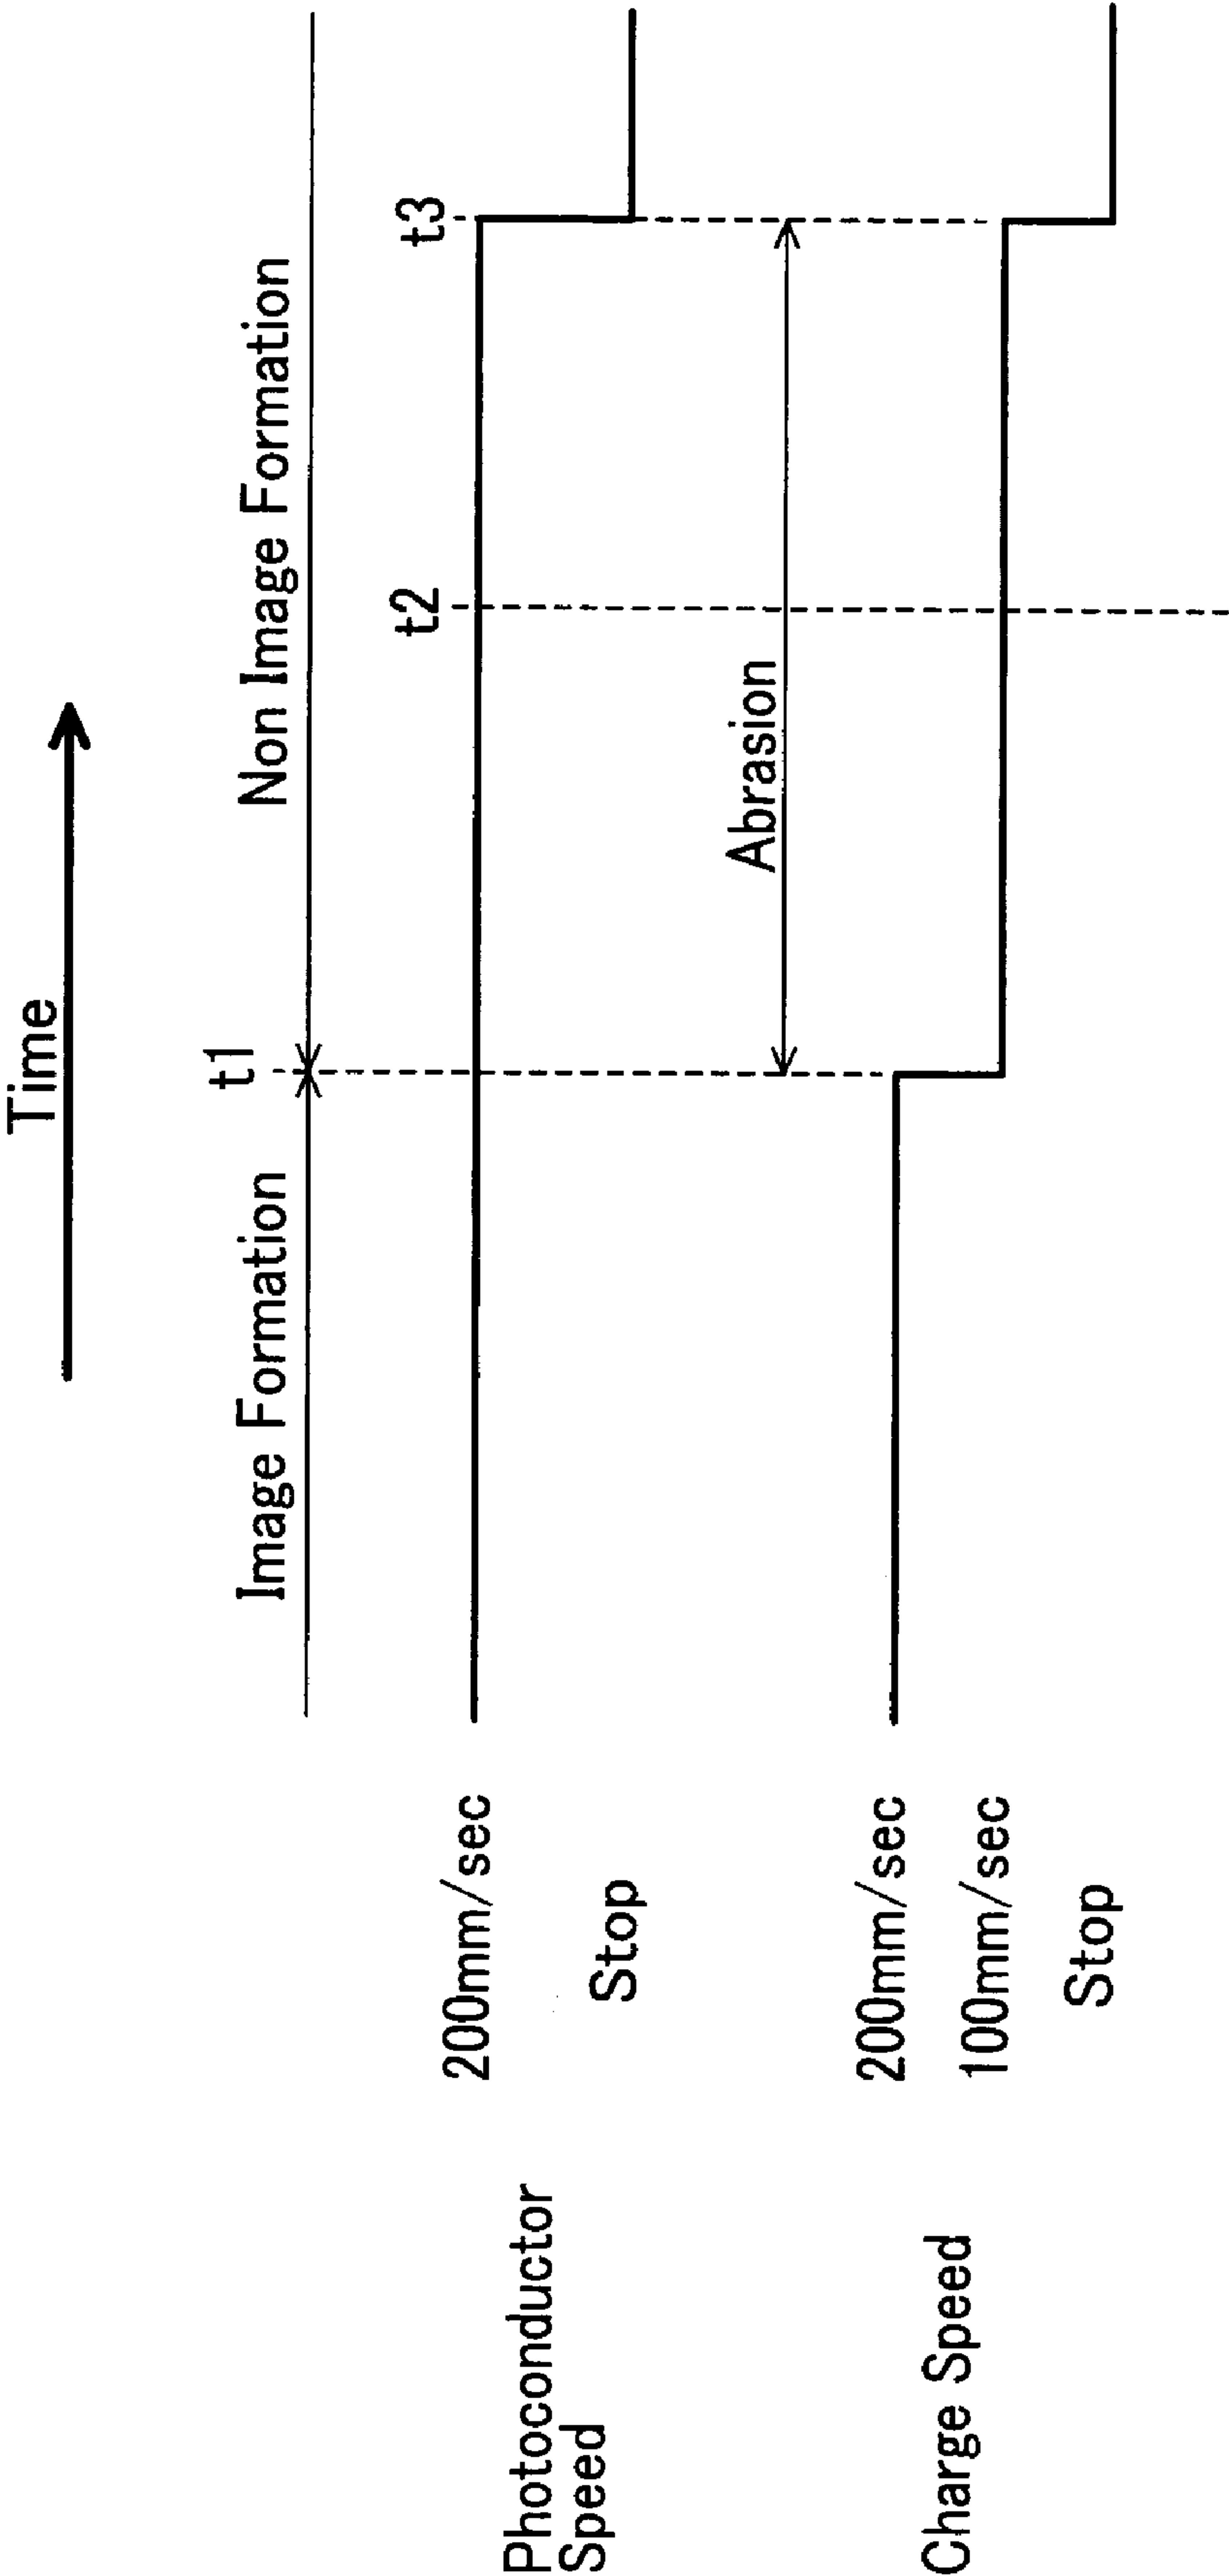 Time
Image Formation
t1
Non Image Formation
t2
t3
Photoconductor
Speed
200mm/sec
Stop
Abrasion
Charge Speed
200mm/sec
100mm/sec
Stop